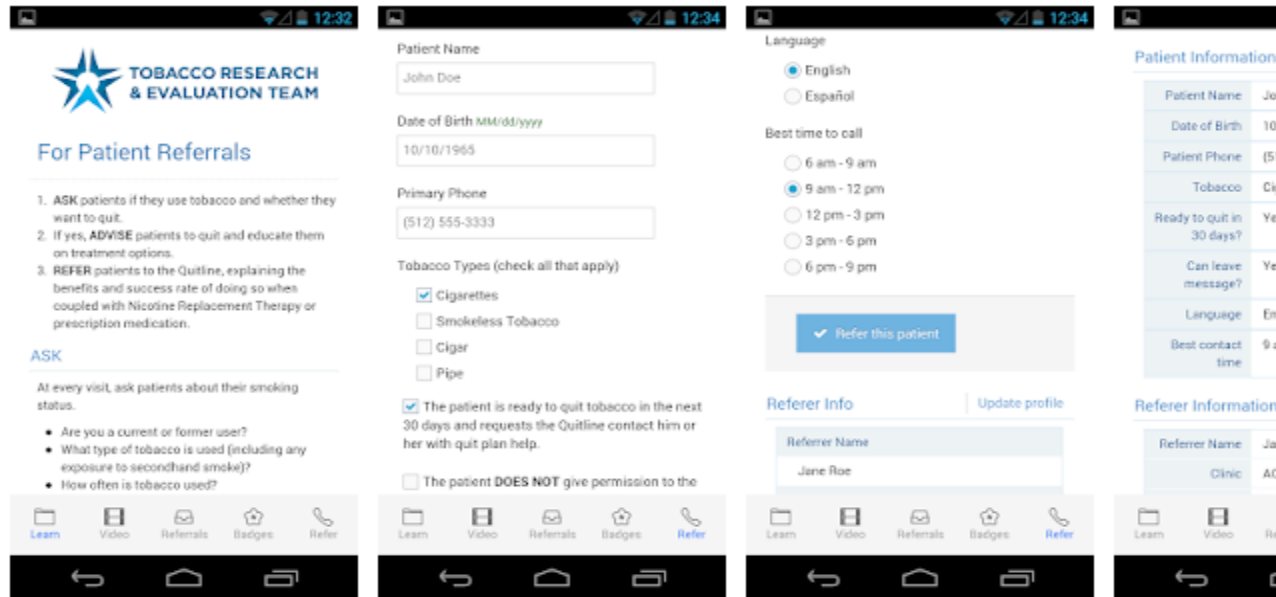 12:32
TOBACCO RESEARCH
& EVALUATION TEAM
For Patient Referrals
1. ASK patients if they use tobacco and whether they
want to quit.
2. If yes, ADVISE patients to quit and educate them
on treatment options.
3. REFER patients to the Quitline, explaining the
benefits and success rate of doing so when
coupled with Nicotine Replacement Therapy or
prescription medication.
ASK
At every visit, ask patients about their smoking
status.
• Are you a current or former user?
• What type of tobacco is used (including any
exposure to secondhand smoke)?
• How often is tobacco used?
Learn Video Referrals Badges Refer
12:34
Patient Name
John Doe
Date of Birth MM/dd/yyyy
10/10/1965
Primary Phone
(512) 555-3333
Tobacco Types (check all that apply)
Cigarettes
Smokeless Tobacco
Cigar
Pipe
The patient is ready to quit tobacco in the next
30 days and requests the Quitline contact him or
her with quit plan help.
The patient DOES NOT give permission to the
Learn Video Referrals Badges Refer
12:34
Language
English
Español
Best time to call
6 am - 9 am
9 am - 12 pm
12 pm - 3 pm
3 pm - 6 pm
6 pm - 9 pm
Refer this patient
Referer Info Update profile
Referrer Name
Jane Roe
Learn Video Referrals Badges Refer
Patient Information
Patient Name Jo
Date of Birth 10
Patient Phone (5
Tobacco Ci
Ready to quit in Ye
30 days?
Can leave Ye
message?
Language En
Best contact 9
time
Referer Information
Referrer Name Ja
Clinic AC
Learn Video Re